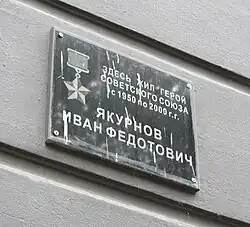 ЗДЕСЬ ЖИЛ ГЕРОЙ
СОВЕТСКОГО СОЮЗА
с 1950 по 2000 г.г.
ЯКУРНОВ
ИВАН ФЕДОТОВИЧ